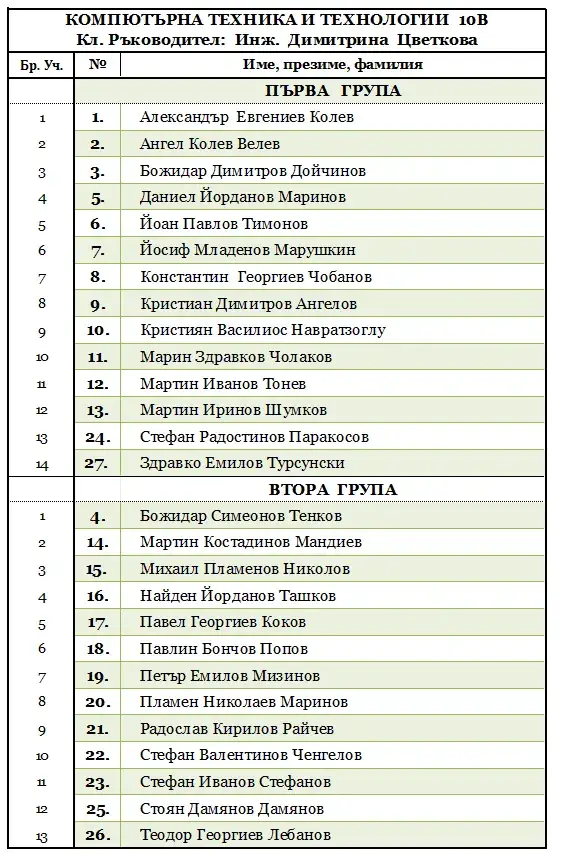 КОМПЮТЪРНА ТЕХНИКА И ТЕХНОЛОГИИ 10В
Кл. Ръководител: Инж. Димитрина Цветкова
Бр. Уч. № Име, презиме, фамилия
ПЪРВА ГРУПА
1 1. Александър Евгениев Колев
2 2. Ангел Колев Велев
3 3. Божидар Димитров Дойчинов
4 5. Даниел Йорданов Маринов
5 6. Йоан Павлов Тимонов
6 7. Йосиф Младенов Марушкин
7 8. Константин Георгиев Чобанов
8 9. Кристиан Димитров Ангелов
9 10. Кристиян Василиос Навратзоглу
10 11. Марин Здравков Чолаков
11 12. Мартин Иванов Тонев
12 13. Мартин Иринов Шумков
13 24. Стефан Радостинов Паракосов
14 27. Здравко Емилов Турсунски
ВТОРА ГРУПА
1 4. Божидар Симеонов Тенков
2 14. Мартин Костадинов Мандиев
3 15. Михаил Пламенов Николов
4 16. Найден Йорданов Ташков
5 17. Павел Георгиев Коков
6 18. Павлин Бончов Попов
7 19. Петър Емилов Мизинов
8 20. Пламен Николаев Маринов
9 21. Радослав Кирилов Райчев
10 22. Стефан Валентинов Ченгелов
11 23. Стефан Иванов Стефанов
12 25. Стоян Дамянов Дамянов
13 26. Теодор Георгиев Лебанов